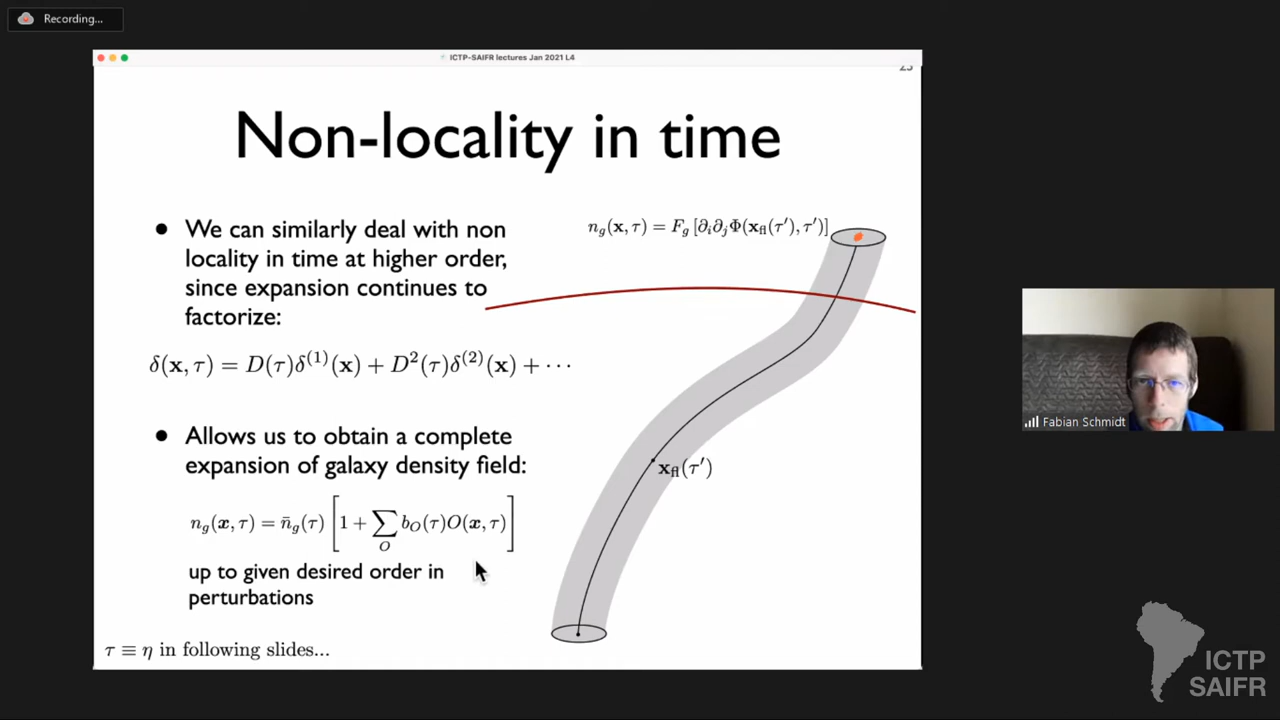 Recording...
ICTP-SAIFR lectures Jan 2021 L4
Non-locality in time
● We can similarly deal with non
locality in time at higher order,
since expansion continues to
factorize:
n_g(x, τ) = F_g [∂_i∂_jΦ(x_fl(τ′), τ′)]
δ(x, τ) = D(τ)δ^(1)(x) + D²(τ)δ^(2)(x) + ···
● Allows us to obtain a complete
expansion of galaxy density field:
x_fl(τ′)
n_g(x, τ) = n̄_g(τ) [1 + ∑_O b_O(τ)O(x, τ)]
up to given desired order in
perturbations
τ ≡ η in following slides...
Fabian Schmidt
ICTP
SAIFR